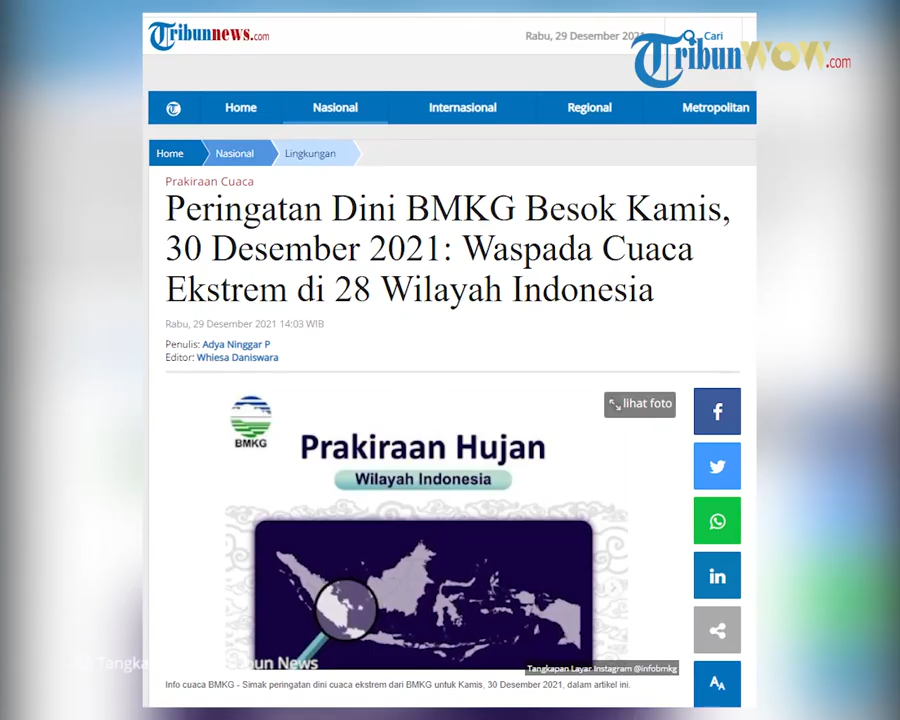 Tribunnews.com
Rabu, 29 Desember 2021
Cari
TribunWOW.com
Home
Nasional
Internasional
Regional
Metropolitan
Home
Nasional
Lingkungan
Prakiraan Cuaca
Peringatan Dini BMKG Besok Kamis,
30 Desember 2021: Waspada Cuaca
Ekstrem di 28 Wilayah Indonesia
Rabu, 29 Desember 2021 14:03 WIB
Penulis: Adya Ninggar P
Editor: Whiesa Daniswara
lihat foto
BMKG
Prakiraan Hujan
Wilayah Indonesia
News
Tangkapan Layar Instagram @infobmkg
Info cuaca BMKG - Simak peringatan dini cuaca ekstrem dari BMKG untuk Kamis, 30 Desember 2021, dalam artikel ini.